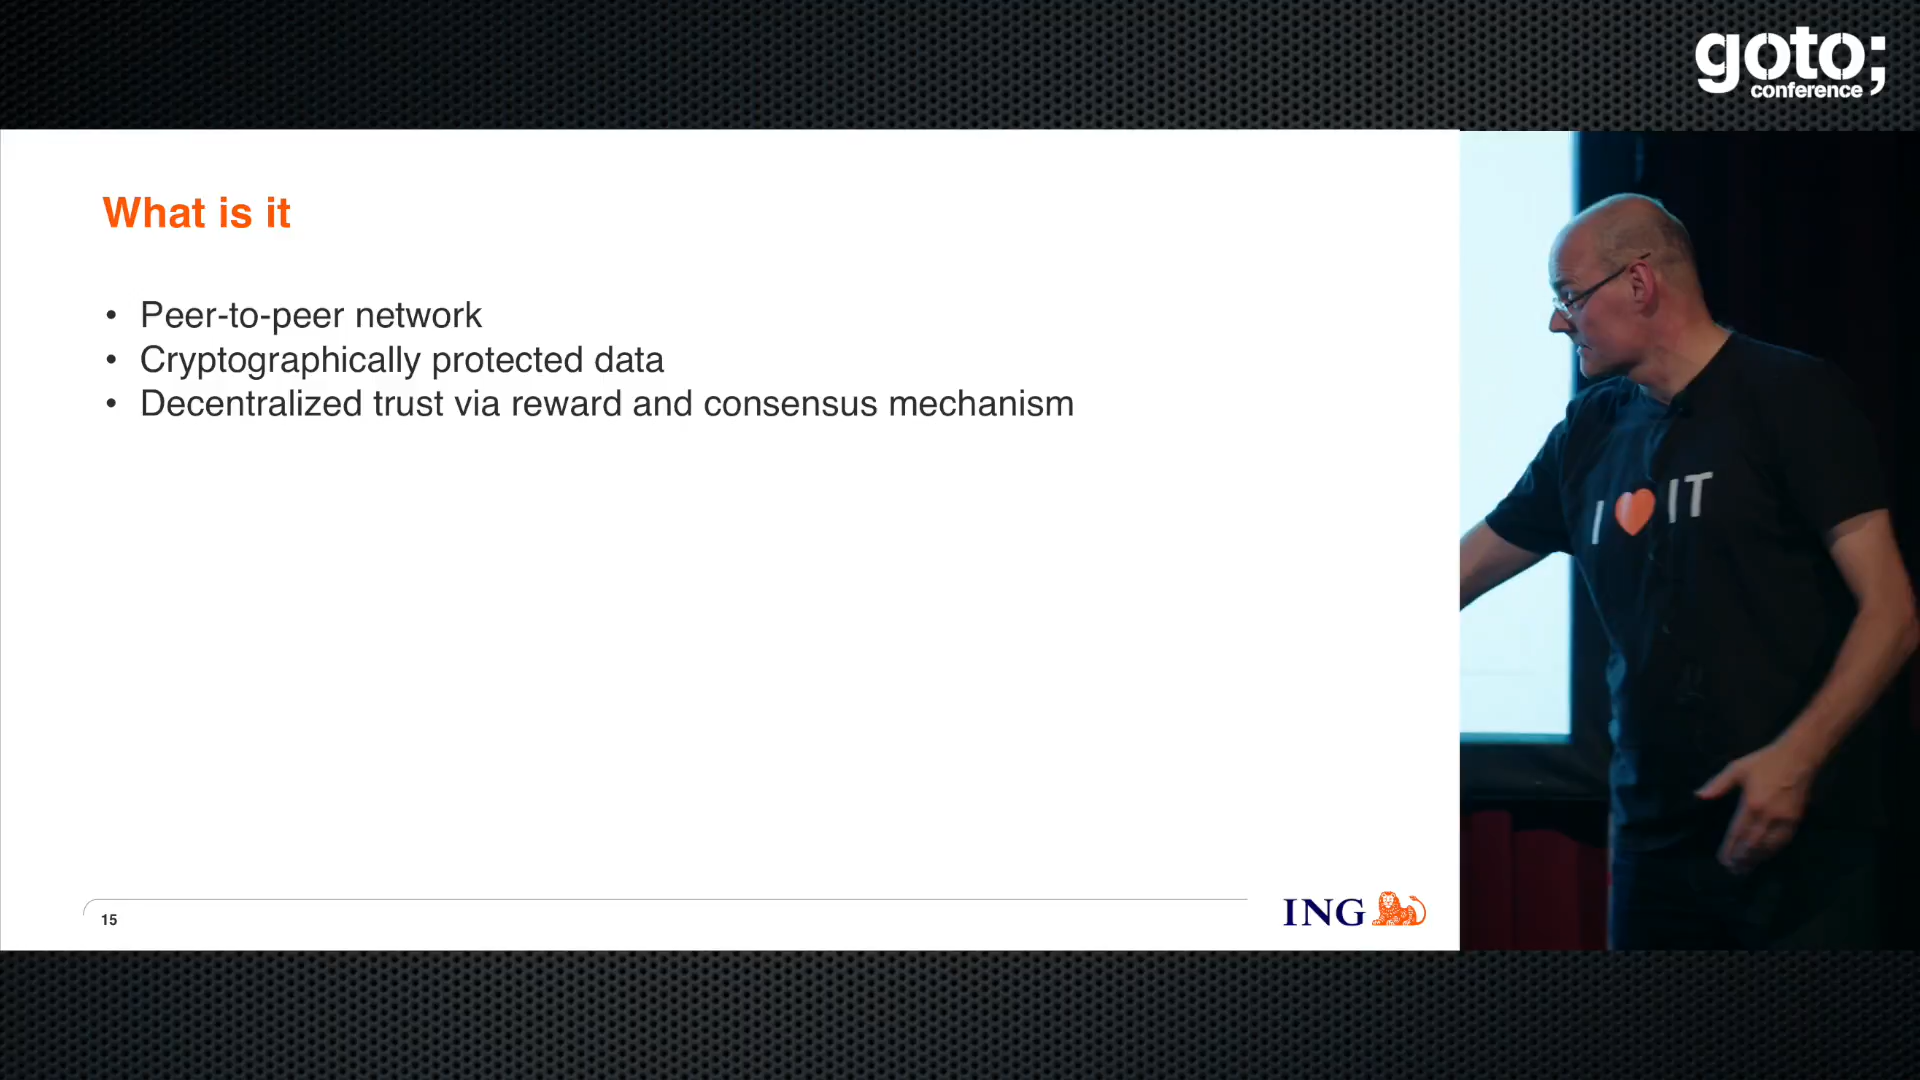 goto;
conference
What is it
• Peer-to-peer network
• Cryptographically protected data
• Decentralized trust via reward and consensus mechanism
I ❤ IT
15
ING